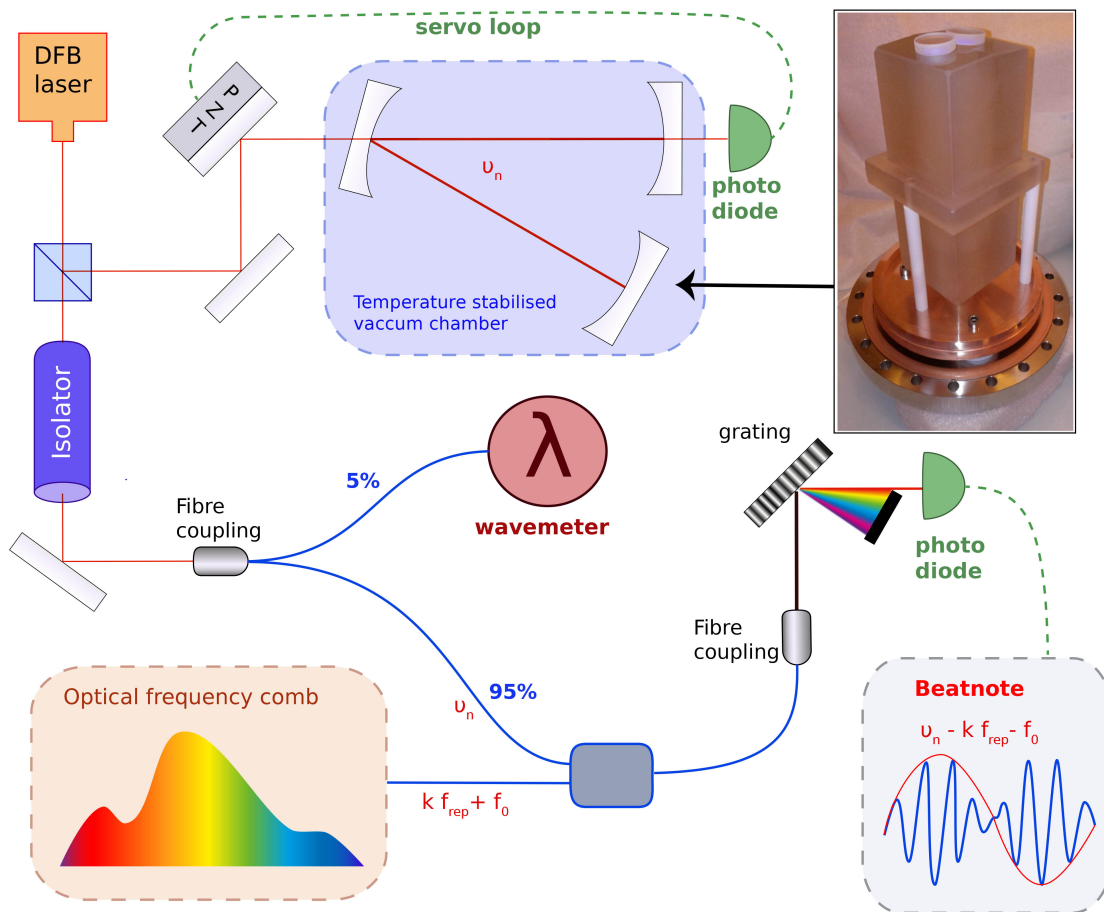 servo loop
DFB
laser
PZT
υn
photo
diode
Temperature stabilised
vaccum chamber
Isolator
grating
λ
5%
Fibre
coupling
wavemeter
photo
diode
Fibre
coupling
Optical frequency comb
95%
υn
k frep+ f0
Beatnote
υn - k frep- f0